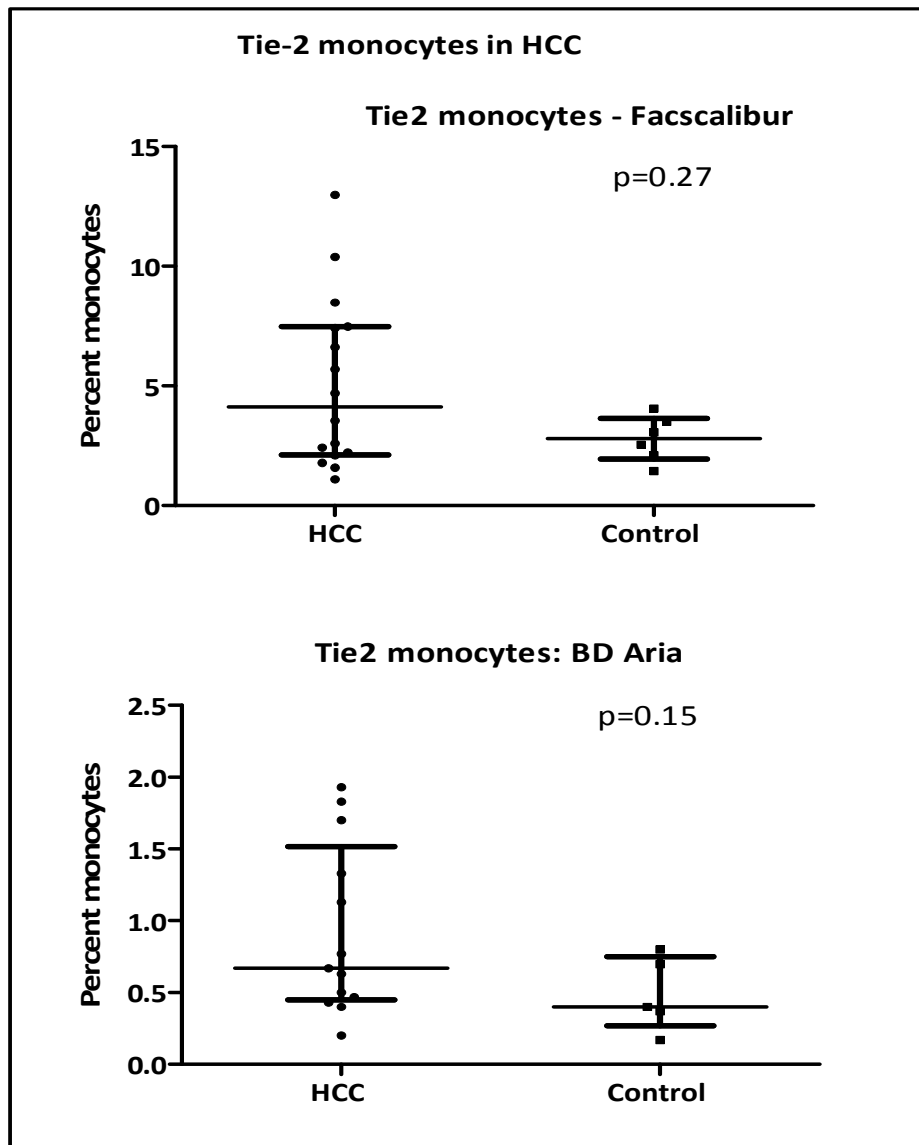 Tie-2 monocytes in HCC
Tie2 monocytes - Facscalibur
p=0.27
Percent monocytes
15
10
5
0
HCC
Control
Tie2 monocytes: BD Aria
p=0.15
Percent monocytes
2.5
2.0
1.5
1.0
0.5
0.0
HCC
Control